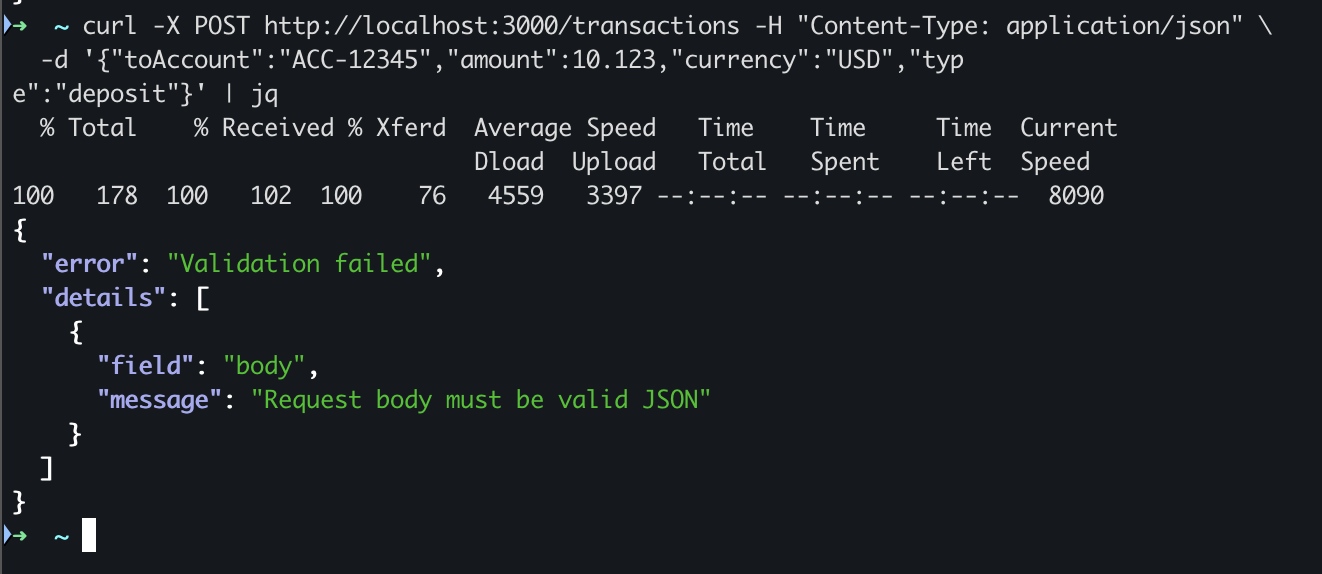 }
➜  ~ curl -X POST http://localhost:3000/transactions -H "Content-Type: application/json" \
  -d '{"toAccount":"ACC-12345","amount":10.123,"currency":"USD","typ
e":"deposit"}' | jq
  % Total    % Received % Xferd  Average Speed   Time    Time     Time  Current
                                 Dload  Upload   Total   Spent    Left  Speed
100   178  100   102  100    76   4559   3397 --:--:-- --:--:-- --:--:--  8090
{
  "error": "Validation failed",
  "details": [
    {
      "field": "body",
      "message": "Request body must be valid JSON"
    }
  ]
}
➜  ~